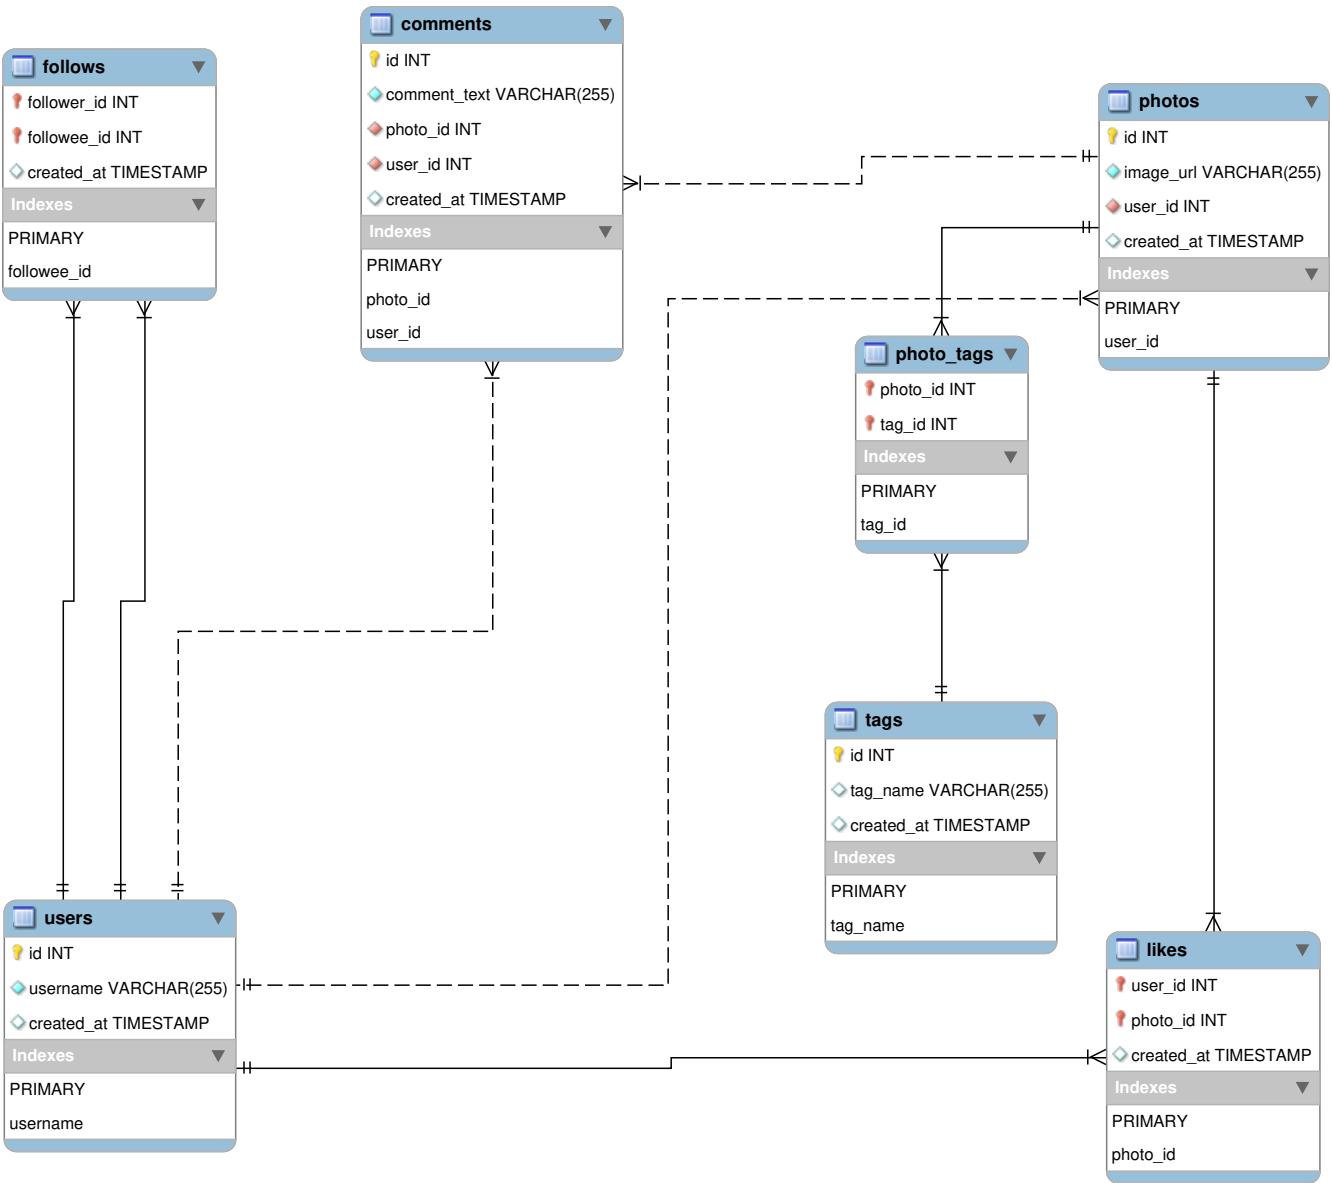 follows
follower_id INT
followee_id INT
created_at TIMESTAMP
Indexes
PRIMARY
followee_id
comments
id INT
comment_text VARCHAR(255)
photo_id INT
user_id INT
created_at TIMESTAMP
Indexes
PRIMARY
photo_id
user_id
photos
id INT
image_url VARCHAR(255)
user_id INT
created_at TIMESTAMP
Indexes
PRIMARY
user_id
photo_tags
photo_id INT
tag_id INT
Indexes
PRIMARY
tag_id
tags
id INT
tag_name VARCHAR(255)
created_at TIMESTAMP
Indexes
PRIMARY
tag_name
users
id INT
username VARCHAR(255)
created_at TIMESTAMP
Indexes
PRIMARY
username
likes
user_id INT
photo_id INT
created_at TIMESTAMP
Indexes
PRIMARY
photo_id